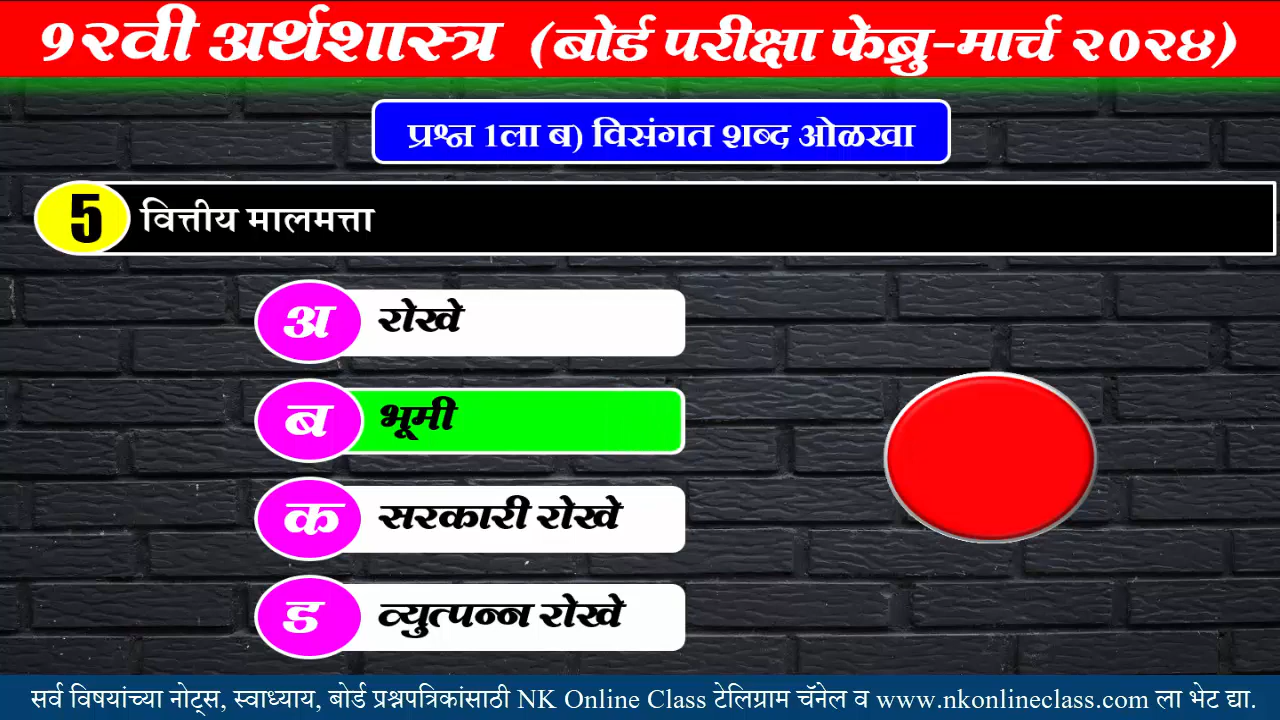 १२वी अर्थशास्त्र (बोर्ड परीक्षा फेब्रु-मार्च २०२४)
प्रश्न 1ला ब) विसंगत शब्द ओळखा
5 वित्तीय मालमत्ता
अ रोखे
ब भूमी
क सरकारी रोखे
ड व्युत्पन्न रोखे
सर्व विषयांच्या नोट्स, स्वाध्याय, बोर्ड प्रश्नपत्रिकांसाठी NK Online Class टेलिग्राम चॅनेल व www.nkonlineclass.com ला भेट द्या.